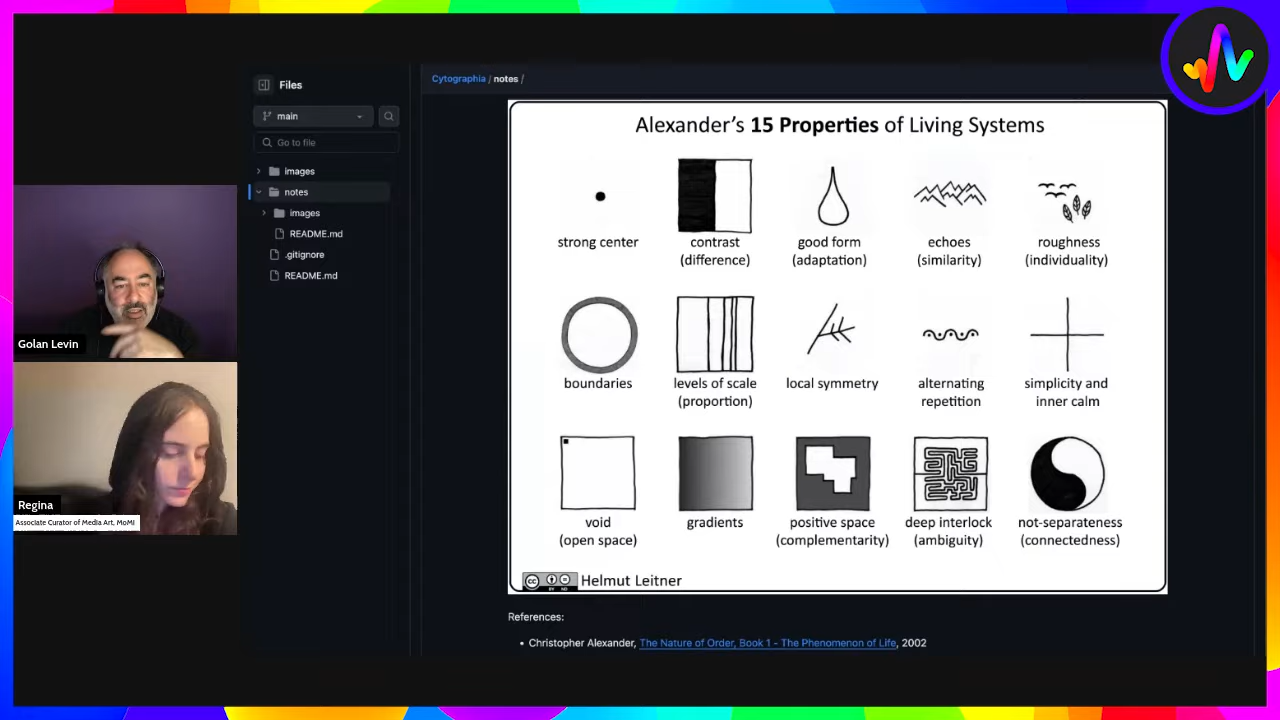 Files
main
Go to file
images
notes
images
README.md
.gitignore
README.md
Golan Levin
Regina
Associate Curator of Media Art, MoMI
Cytographia / notes /
Alexander's 15 Properties of Living Systems
strong center
contrast
(difference)
good form
(adaptation)
echoes
(similarity)
roughness
(individuality)
boundaries
levels of scale
(proportion)
local symmetry
alternating
repetition
simplicity and
inner calm
void
(open space)
gradients
positive space
(complementarity)
deep interlock
(ambiguity)
not-separateness
(connectedness)
cc BY ND Helmut Leitner
References:
• Christopher Alexander, The Nature of Order, Book 1 - The Phenomenon of Life, 2002